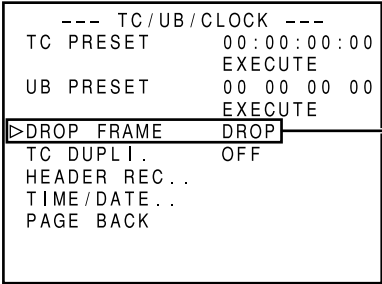 --- TC/UB/CLOCK ---
TC PRESET 00:00:00:00
EXECUTE
UB PRESET 00 00 00 00
EXECUTE
▷DROP FRAME DROP
TC DUPLI. OFF
HEADER REC..
TIME/DATE..
PAGE BACK